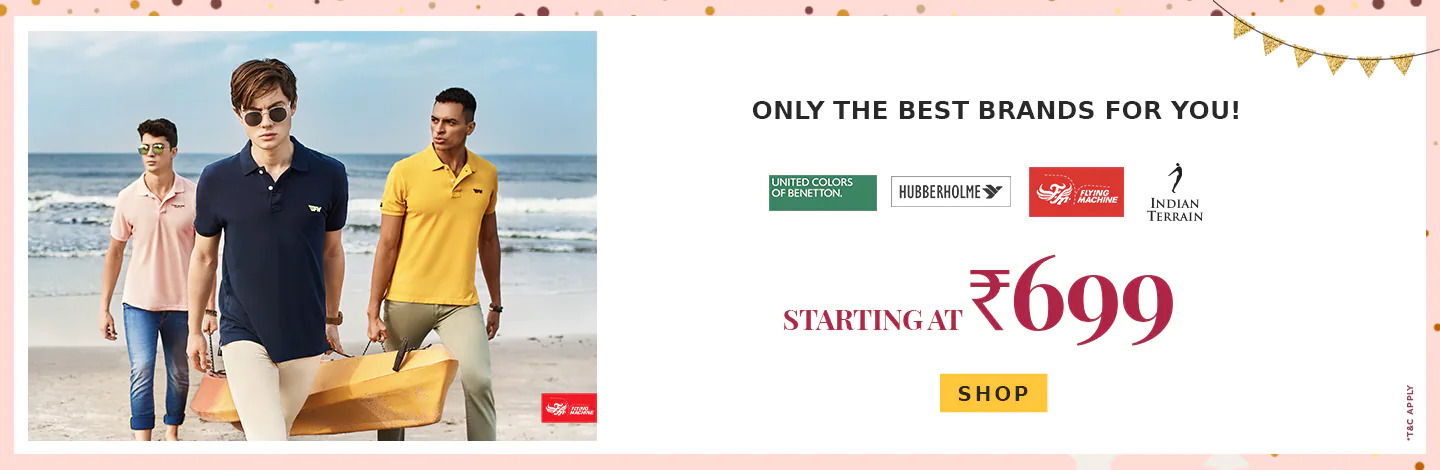 ONLY THE BEST BRANDS FOR YOU!
UNITED COLORS
OF BENETTON.
HUBBERHOLME
FLYING
MACHINE
INDIAN
TERRAIN
STARTING AT ₹699
SHOP
FLYING
MACHINE
*T&C APPLY